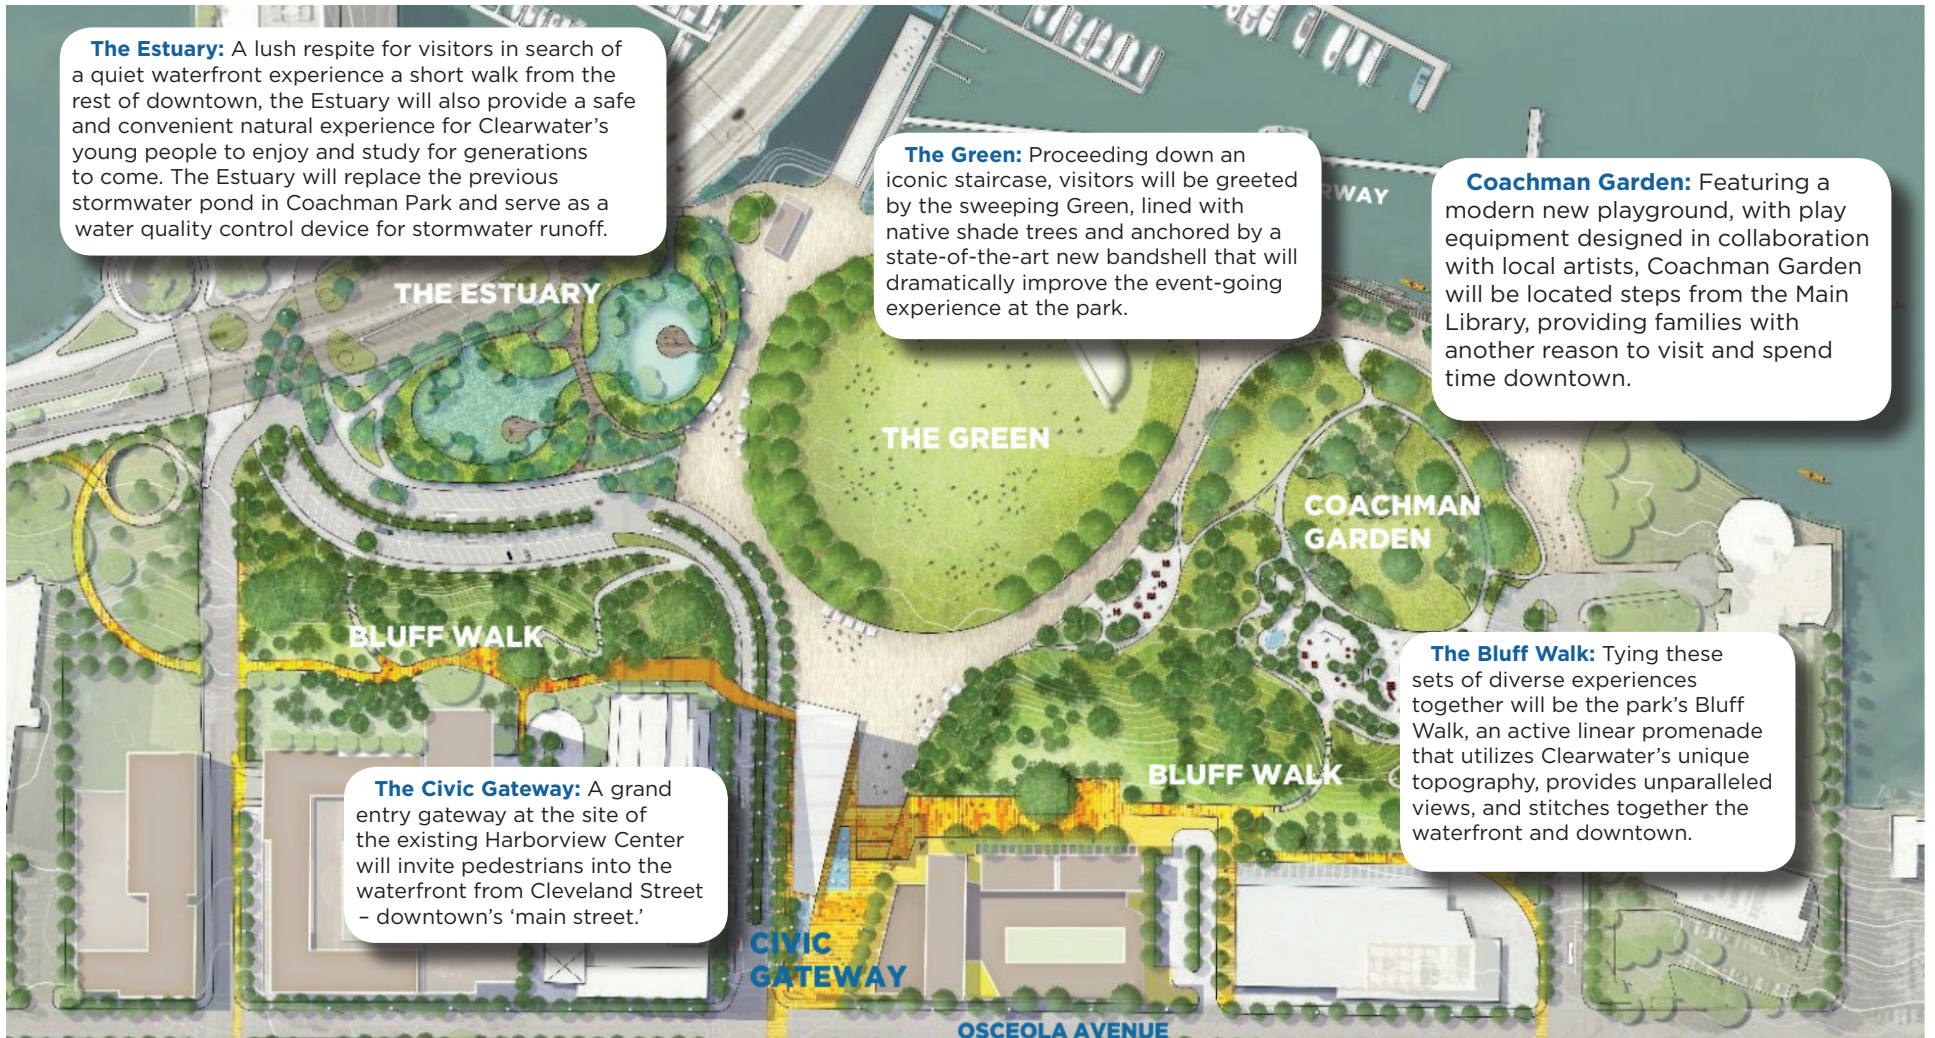 The Estuary: A lush respite for visitors in search of
a quiet waterfront experience a short walk from the
rest of downtown, the Estuary will also provide a safe
and convenient natural experience for Clearwater's
young people to enjoy and study for generations
to come. The Estuary will replace the previous
stormwater pond in Coachman Park and serve as a
water quality control device for stormwater runoff.
The Green: Proceeding down an
iconic staircase, visitors will be greeted
by the sweeping Green, lined with
native shade trees and anchored by a
state-of-the-art new bandshell that will
dramatically improve the event-going
experience at the park.
RWAY
Coachman Garden: Featuring a
modern new playground, with play
equipment designed in collaboration
with local artists, Coachman Garden
will be located steps from the Main
Library, providing families with
another reason to visit and spend
time downtown.
THE ESTUARY
THE GREEN
COACHMAN
GARDEN
BLUFF WALK
The Bluff Walk: Tying these
sets of diverse experiences
together will be the park's Bluff
Walk, an active linear promenade
that utilizes Clearwater's unique
topography, provides unparalleled
views, and stitches together the
waterfront and downtown.
BLUFF WALK
The Civic Gateway: A grand
entry gateway at the site of
the existing Harborview Center
will invite pedestrians into the
waterfront from Cleveland Street
– downtown's ‘main street.’
CIVIC
GATEWAY
OSCEOLA AVENUE